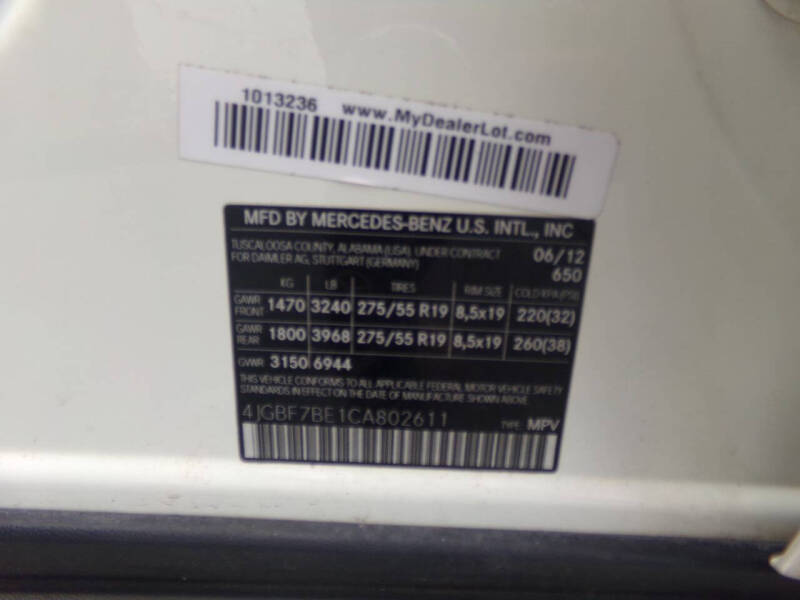 1013236 www.MyDealerLot.com
MFD BY MERCEDES-BENZ U.S. INTL., INC
TUSCALOOSA COUNTY, ALABAMA (USA), UNDER CONTRACT 06/12
FOR DAIMLER AG, STUTTGART (GERMANY) 650
KG LB TIRES RIM SIZE COLD KPA/(PSI)
GAWR FRONT 1470 3240 275/55 R19 8,5x19 220(32)
GAWR REAR 1800 3968 275/55 R19 8,5x19 260(38)
GVWR 3150 6944
THIS VEHICLE CONFORMS TO ALL APPLICABLE FEDERAL MOTOR VEHICLE SAFETY
STANDARDS IN EFFECT ON THE DATE OF MANUFACTURE SHOWN ABOVE.
4JGBF7BE1CA802611 TYPE: MPV